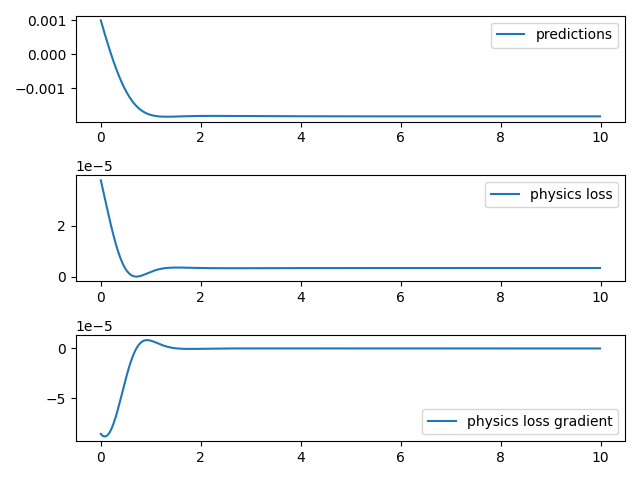 0.001
0.000
−0.001
predictions
0 2 4 6 8 10
1e−5
2
0
physics loss
0 2 4 6 8 10
1e−5
0
−5
physics loss gradient
0 2 4 6 8 10